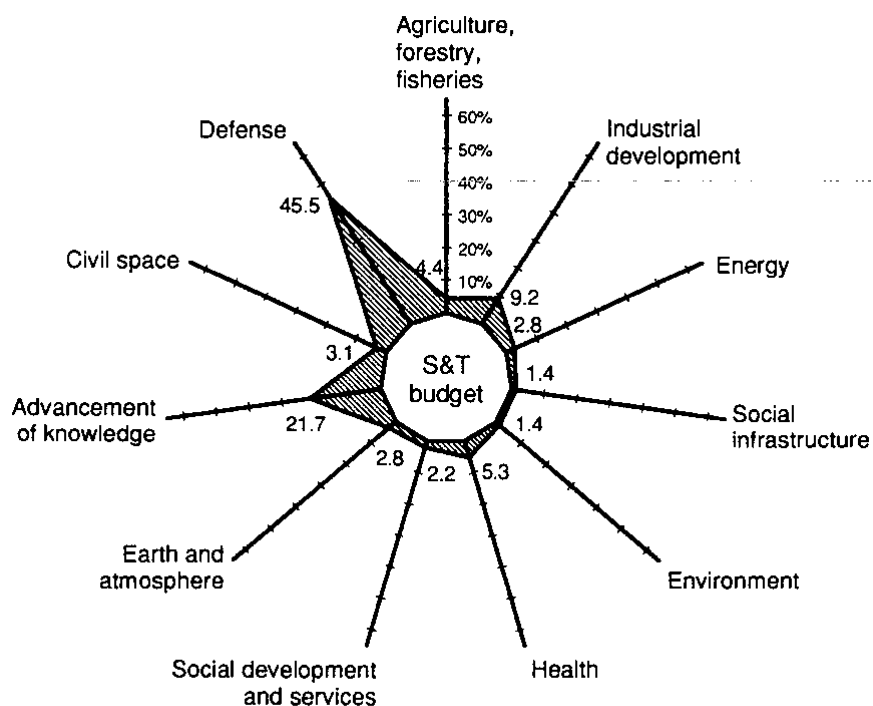 Agriculture,
forestry,
fisheries
60%
50%
40%
30%
20%
10%
Industrial
development
Defense
45.5
4.4
Civil space
Energy
9.2
2.8
3.1
S&T
budget
1.4
Advancement
of knowledge
21.7
1.4
Social
infrastructure
2.8
2.2
5.3
Earth and
atmosphere
Environment
Social development
and services
Health